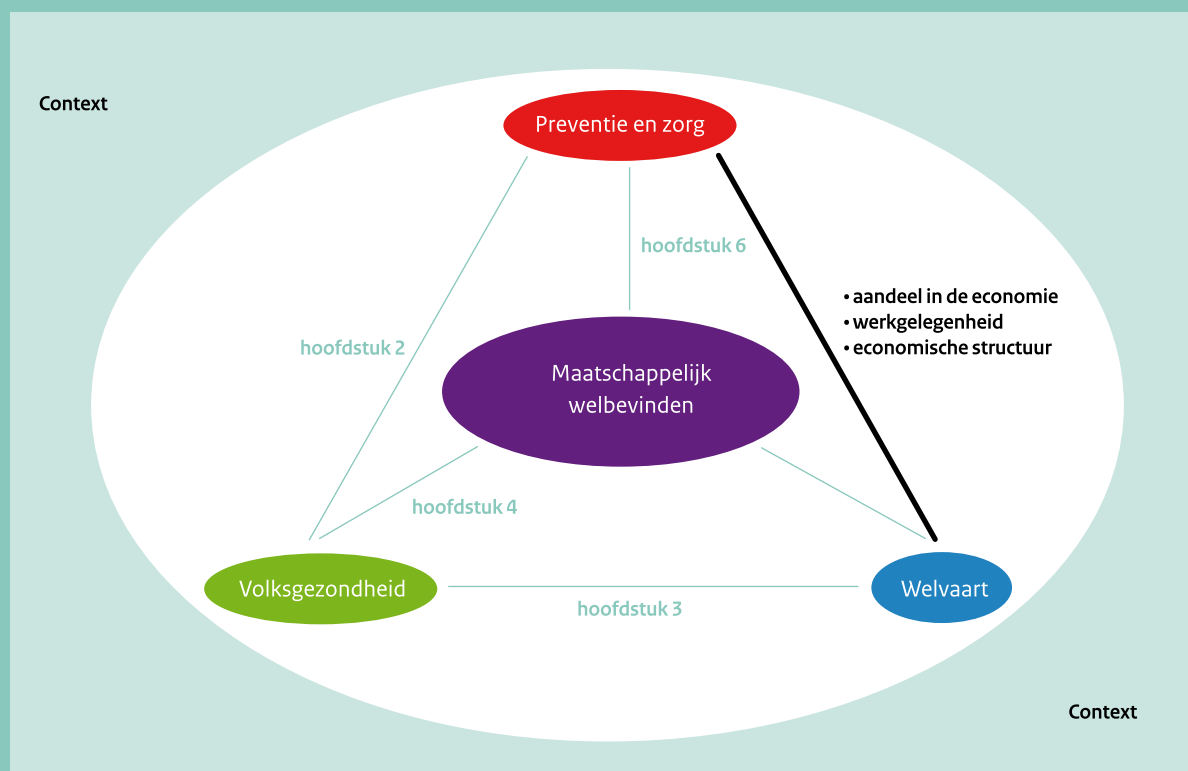 Context
Preventie en zorg
hoofdstuk 6
• aandeel in de economie
• werkgelegenheid
• economische structuur
hoofdstuk 2
Maatschappelijk
welbevinden
hoofdstuk 4
Volksgezondheid
Welvaart
hoofdstuk 3
Context